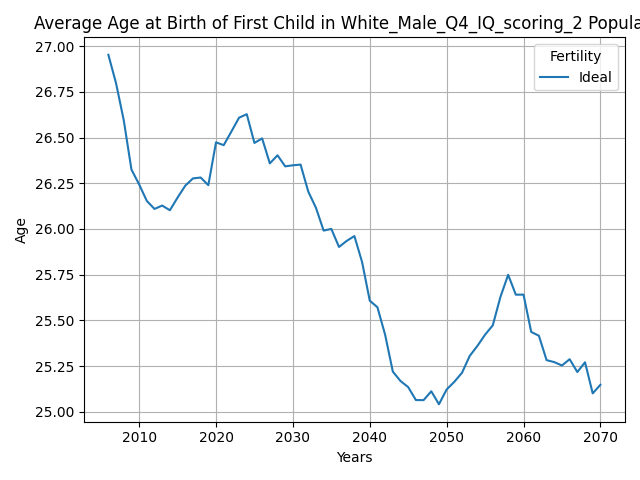 Average Age at Birth of First Child in White_Male_Q4_IQ_scoring_2 Popula
Fertility
Ideal
27.00
26.75
26.50
26.25
26.00
25.75
25.50
25.25
25.00
Age
2010 2020 2030 2040 2050 2060 2070
Years